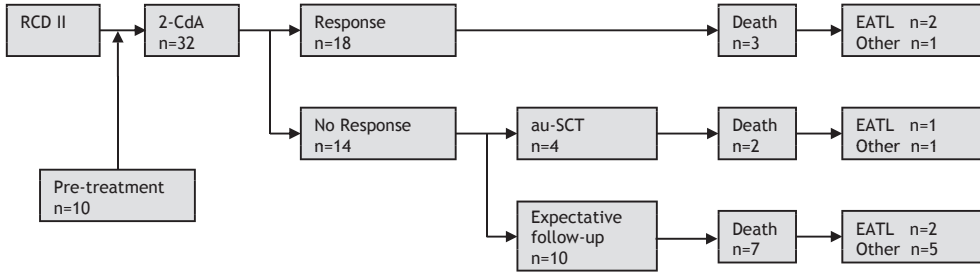 RCD II
2-CdA
n=32
Response
n=18
Death
n=3
EATL n=2
Other n=1
No Response
n=14
au-SCT
n=4
Death
n=2
EATL n=1
Other n=1
Pre-treatment
n=10
Expectative
follow-up
n=10
Death
n=7
EATL n=2
Other n=5